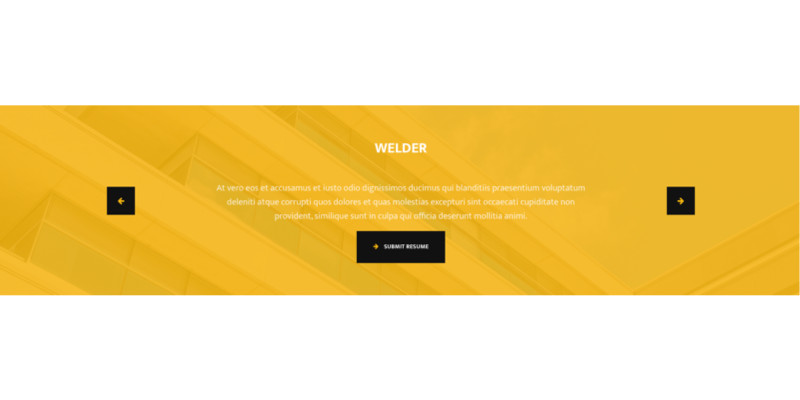 WELDER
At vero eos et accusamus et iusto odio dignissimos ducimus qui blanditiis praesentium voluptatum
deleniti atque corrupti quos dolores et quas molestias excepturi sint occaecati cupiditate non
provident, similique sunt in culpa qui officia deserunt mollitia animi.
SUBMIT RESUME